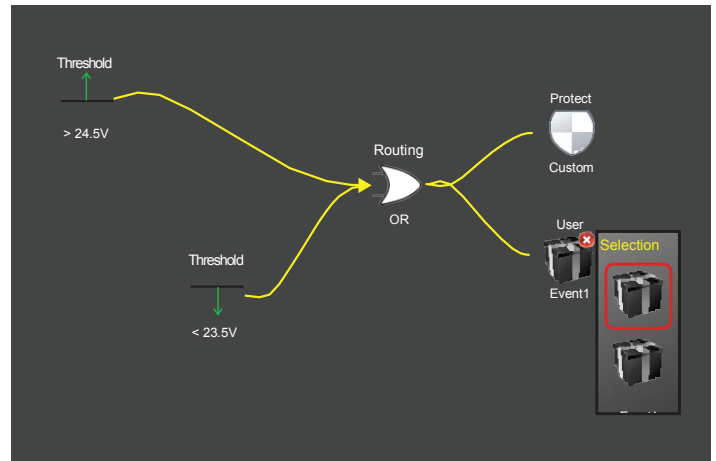 Threshold
> 24.5V
Threshold
< 23.5V
Routing
OR
Protect
Custom
User
Event1
Selection